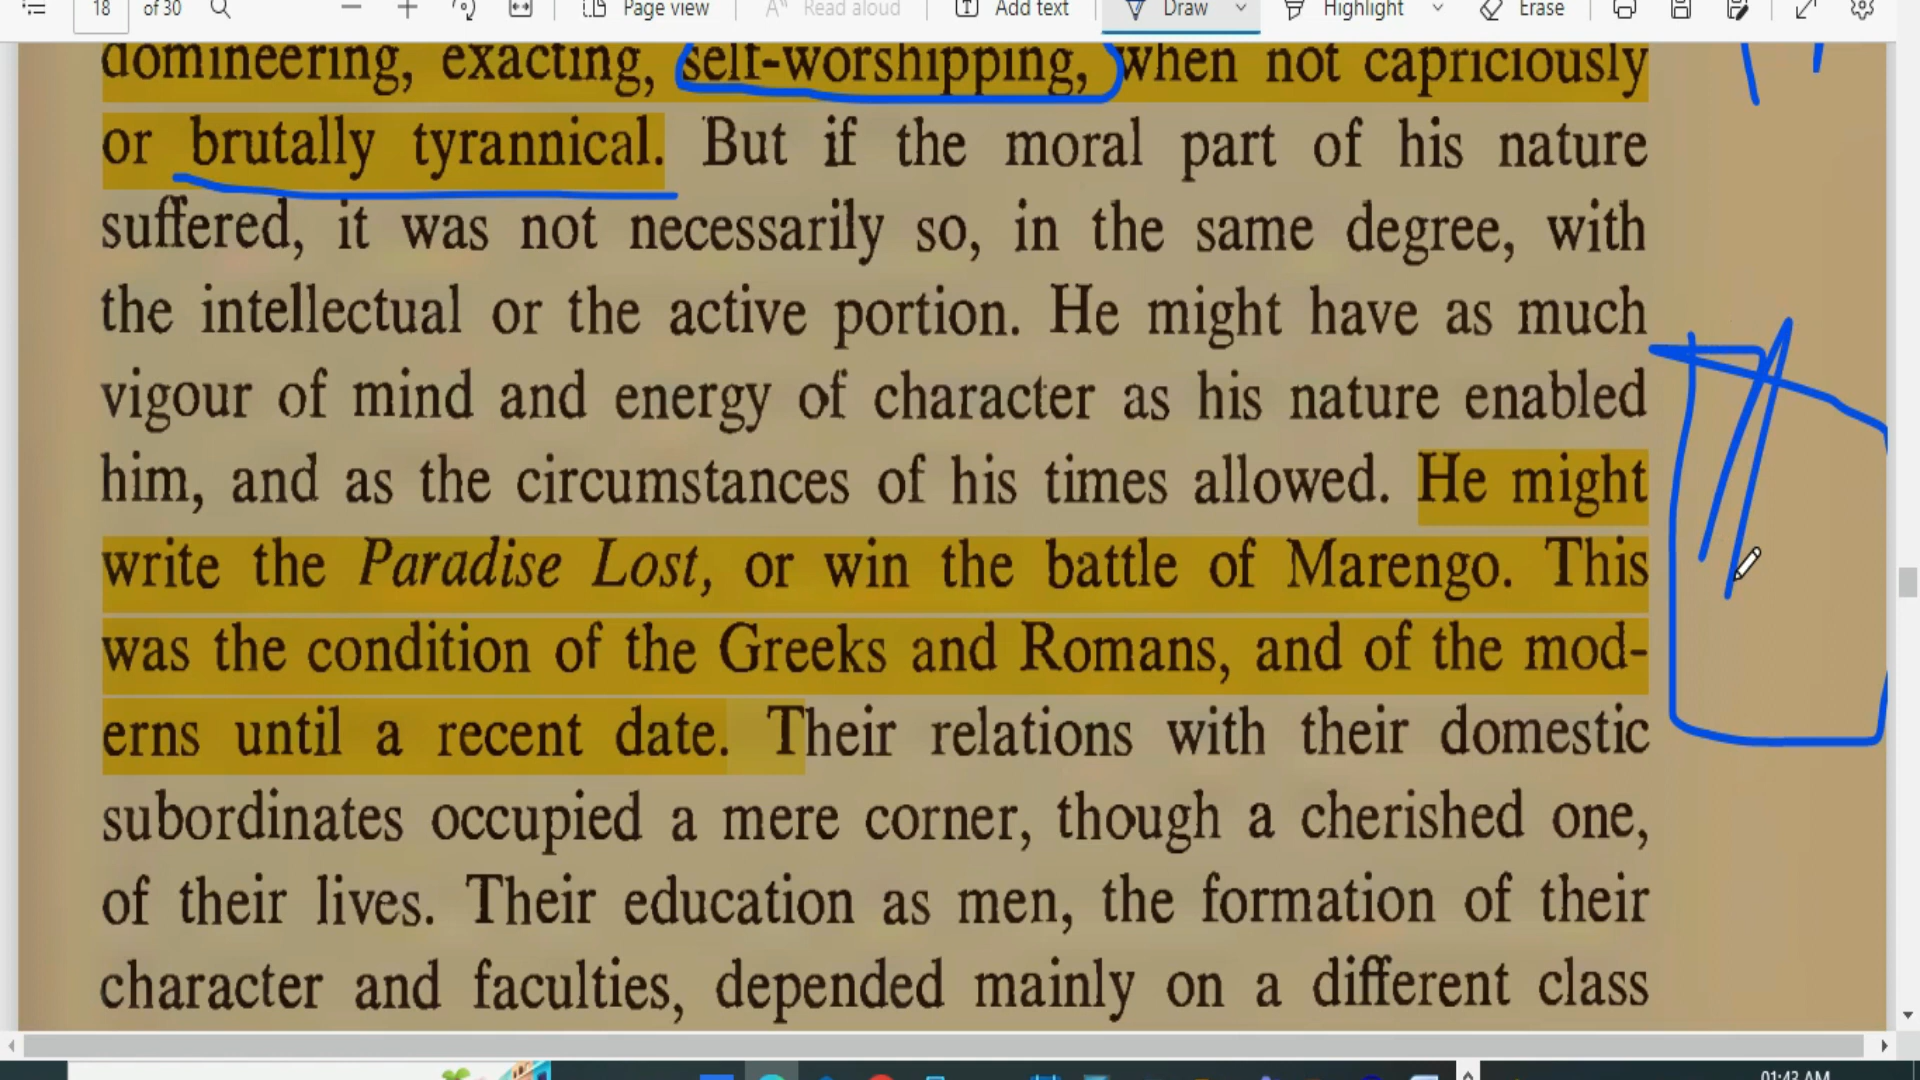 18 of 30 Page view Read aloud Add text Draw Highlight Erase
domineering, exacting, self-worshipping, when not capriciously
or brutally tyrannical. But if the moral part of his nature
suffered, it was not necessarily so, in the same degree, with
the intellectual or the active portion. He might have as much
vigour of mind and energy of character as his nature enabled
him, and as the circumstances of his times allowed. He might
write the Paradise Lost, or win the battle of Marengo. This
was the condition of the Greeks and Romans, and of the mod-
erns until a recent date. Their relations with their domestic
subordinates occupied a mere corner, though a cherished one,
of their lives. Their education as men, the formation of their
character and faculties, depended mainly on a different class
01:43 AM